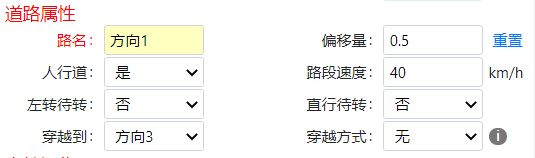 道路属性
路名： 方向1 偏移量： 0.5 重置
人行道： 是 路段速度： 40 km/h
左转待转： 否 直行待转： 否
穿越到： 方向3 穿越方式： 无 i